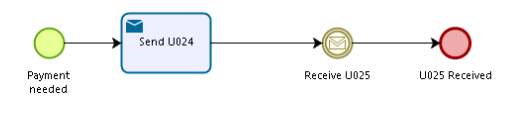 Send U024
Payment
needed
Receive U025
U025 Received